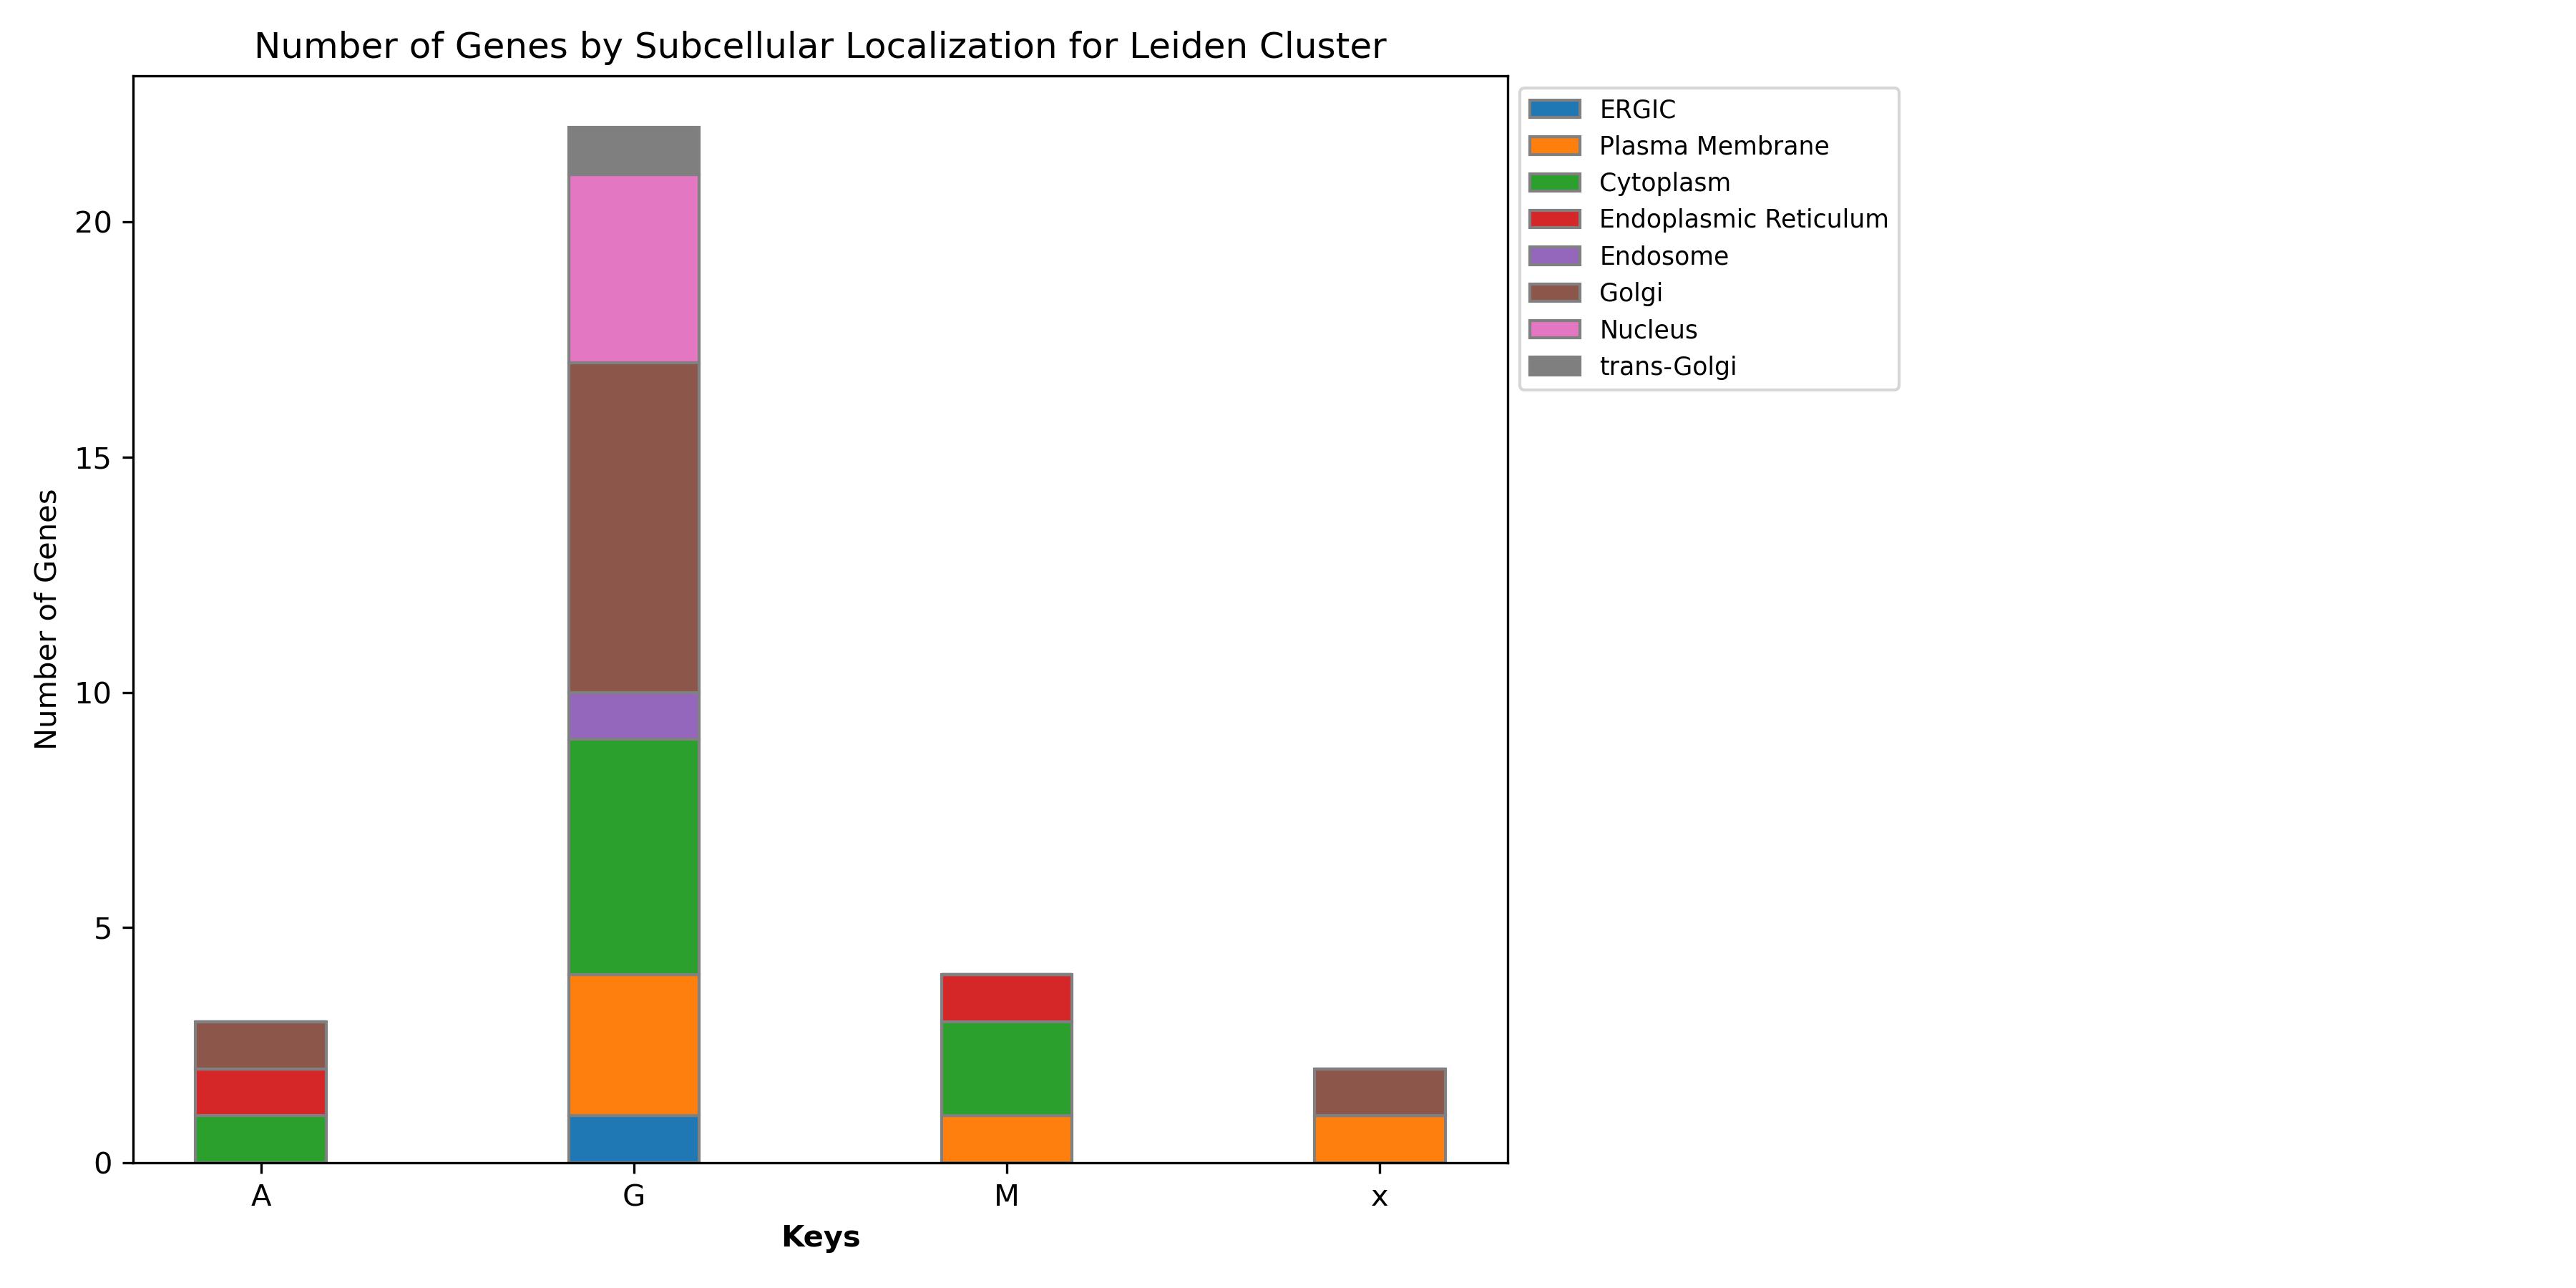 Number of Genes by Subcellular Localization for Leiden Cluster
ERGIC
Plasma Membrane
Cytoplasm
Endoplasmic Reticulum
Endosome
Golgi
Nucleus
trans-Golgi
Number of Genes
20
15
10
5
0
A G M x
Keys